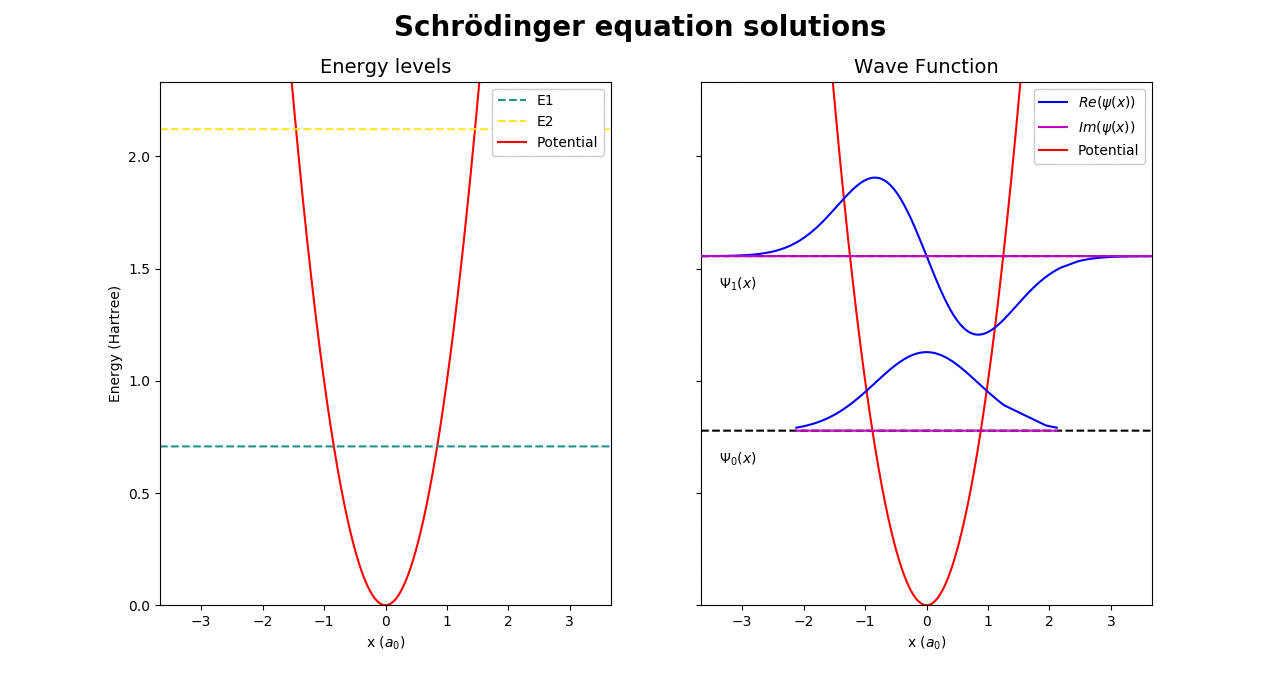 Schrödinger equation solutions
Energy levels
E1
E2
Potential
2.0
1.5
1.0
0.5
0.0
Energy (Hartree)
−3 −2 −1 0 1 2 3
x (a₀)
Wave Function
Re(ψ(x))
Im(ψ(x))
Potential
Ψ₁(x)
Ψ₀(x)
−3 −2 −1 0 1 2 3
x (a₀)